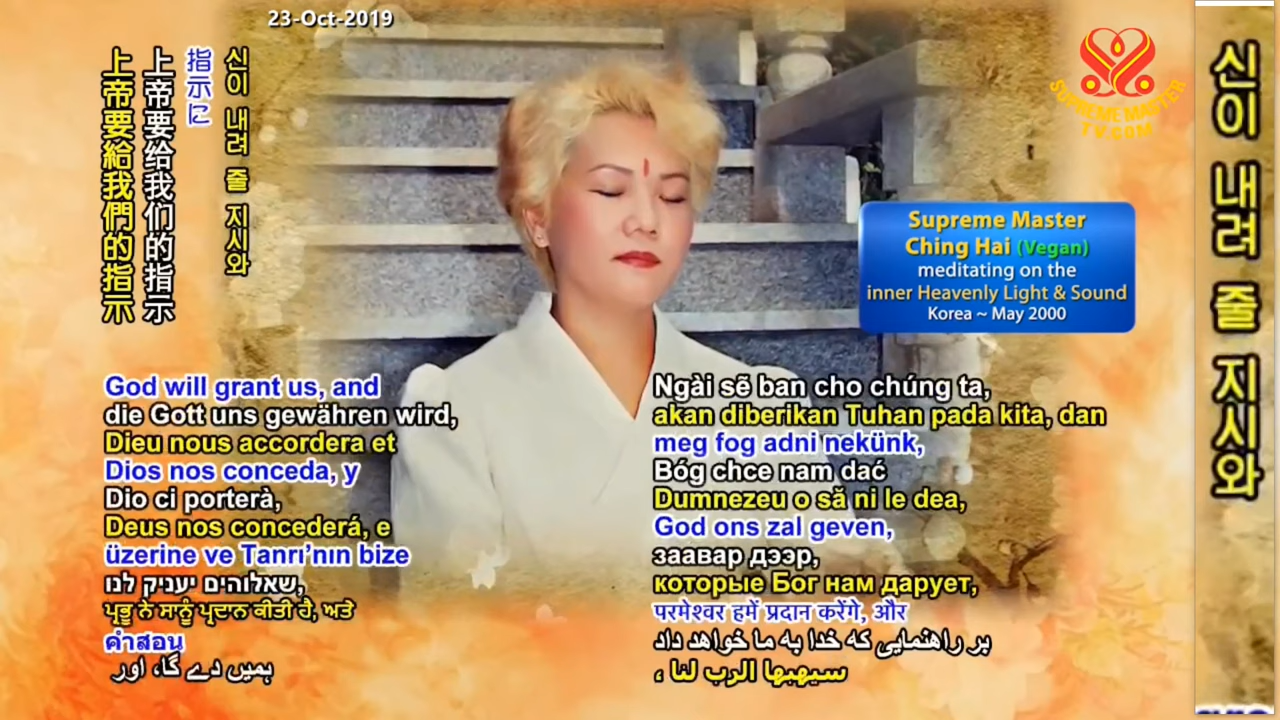 23-Oct-2019
신이 내려 줄 지시와
指示に
上帝要给我们的指示
上帝要給我們的指示
SUPREME MASTER
TV.COM
Supreme Master
Ching Hai (Vegan)
meditating on the
inner Heavenly Light & Sound
Korea ~ May 2000
God will grant us, and
die Gott uns gewähren wird,
Dieu nous accordera et
Dios nos conceda, y
Dio ci porterà,
Deus nos concederá, e
üzerine ve Tanrı’nın bize
שאלוהים יעניק לנו,
ਪ੍ਰਭੂ ਨੇ ਸਾਨੂੰ ਪ੍ਰਦਾਨ ਕੀਤੀ ਹੈ, ਅਤੇ
คำสอน
ہمیں دے گا، اور
Ngài sẽ ban cho chúng ta,
akan diberikan Tuhan pada kita, dan
meg fog adni nekünk,
Bóg chce nam dać
Dumnezeu o să ni le dea,
God ons zal geven,
заавар дээр,
которые Бог нам дарует,
परमेश्वर हमें प्रदान करेंगे, और
بر راهنمایی که خدا به ما خواهد داد
سيهبها الرب لنا ،
신이 내려 줄 지시와